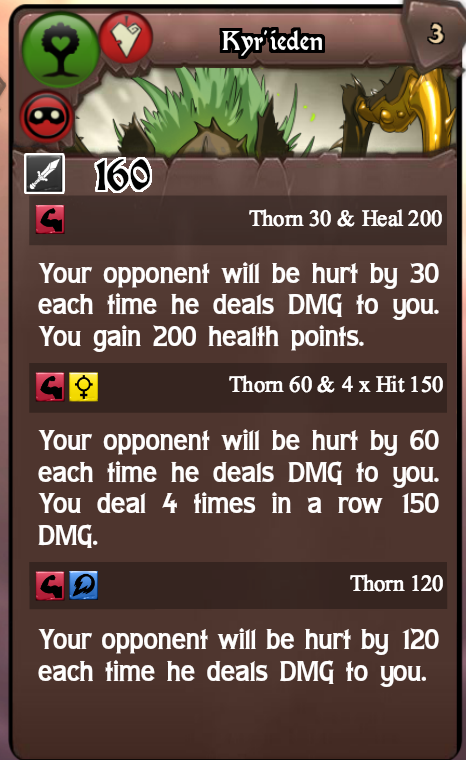 Kyr'ieden
3
160
Thorn 30 & Heal 200
Your opponent will be hurt by 30
each time he deals DMG to you.
You gain 200 health points.
Thorn 60 & 4 x Hit 150
Your opponent will be hurt by 60
each time he deals DMG to you.
You deal 4 times in a row 150
DMG.
Thorn 120
Your opponent will be hurt by 120
each time he deals DMG to you.